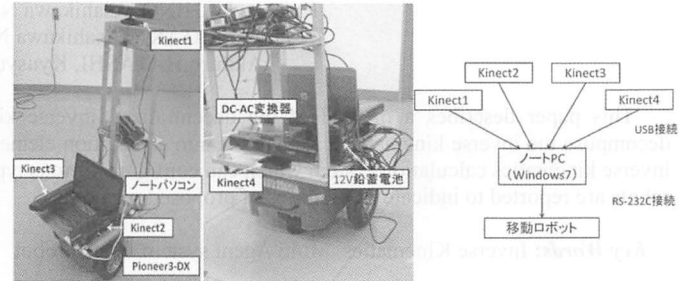 Kinect1
Kinect3
ノートパソコン
Kinect2
Pioneer3-DX
DC-AC変換器
Kinect4
12V鉛蓄電池
Kinect2
Kinect3
Kinect1
Kinect4
USB接続
ノートPC
(Windows7)
RS-232C接続
移動ロボット